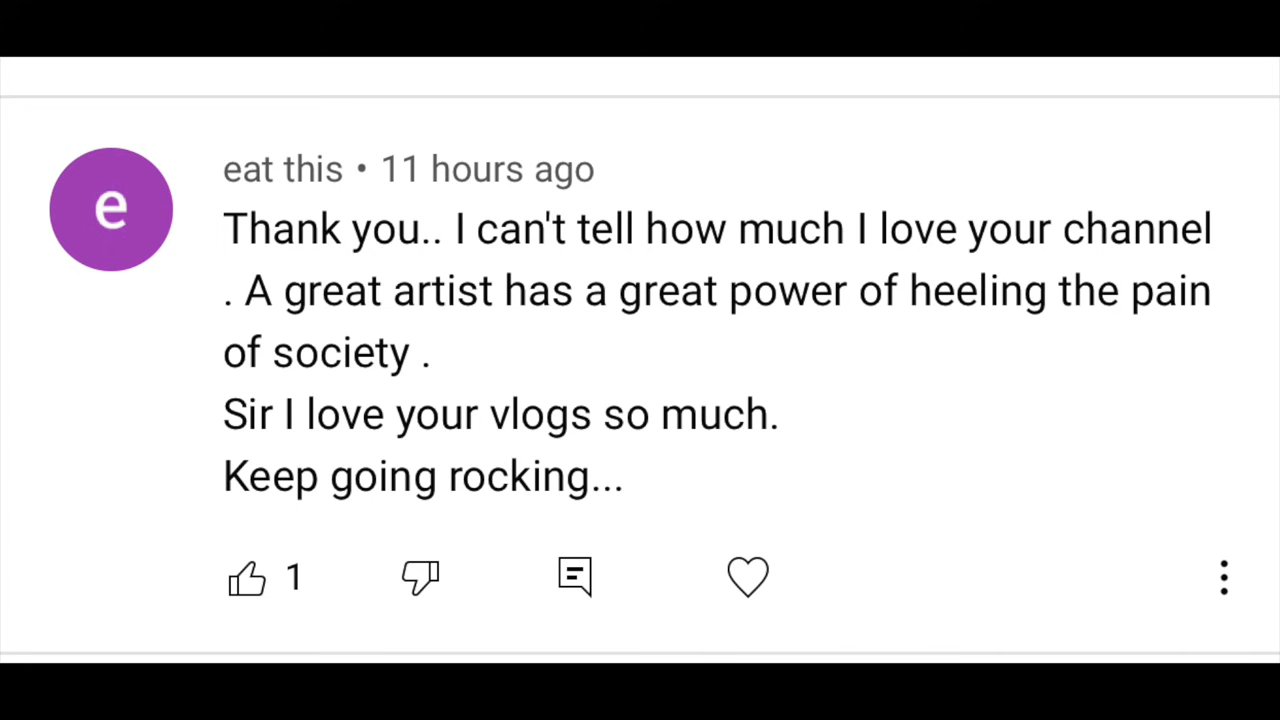 e
eat this • 11 hours ago
Thank you.. I can't tell how much I love your channel
. A great artist has a great power of heeling the pain
of society .
Sir I love your vlogs so much.
Keep going rocking...
1